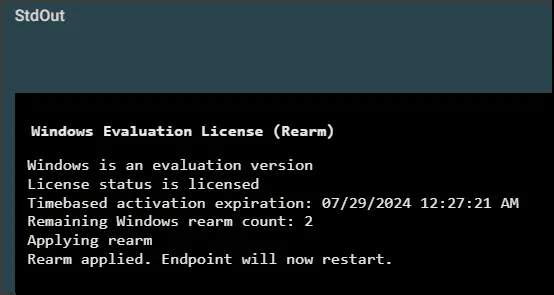 StdOut
Windows Evaluation License (Rearm)
Windows is an evaluation version
License status is licensed
Timebased activation expiration: 07/29/2024 12:27:21 AM
Remaining Windows rearm count: 2
Applying rearm
Rearm applied. Endpoint will now restart.